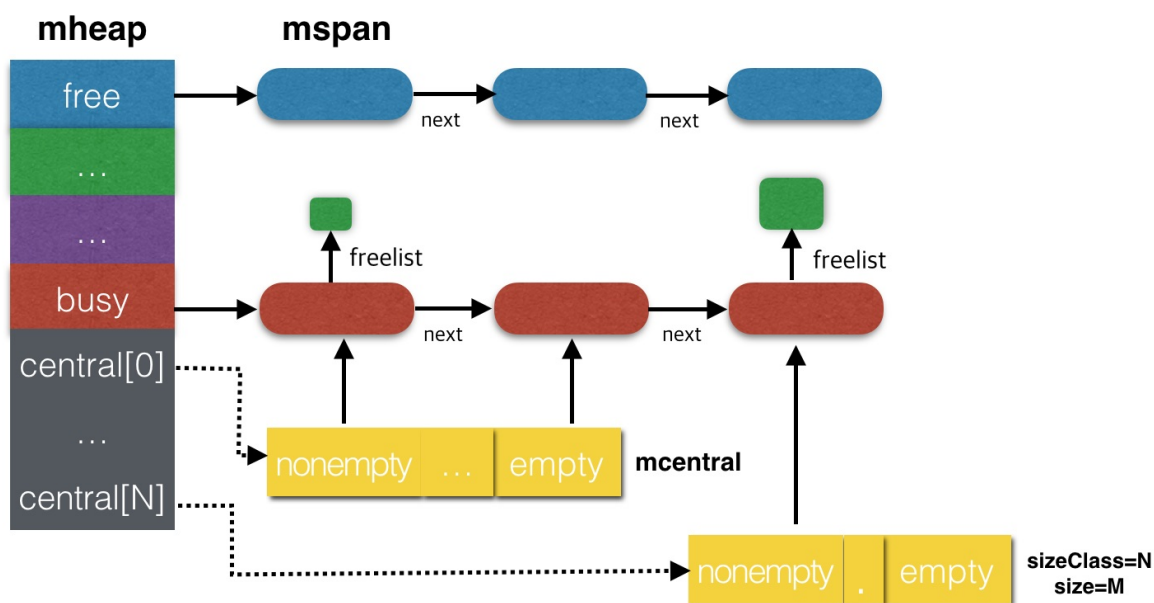 mheap
mspan
free
next
next
...
...
freelist
freelist
busy
next
next
central[0]
...
nonempty ... empty
mcentral
central[N]
nonempty . empty
sizeClass=N
size=M